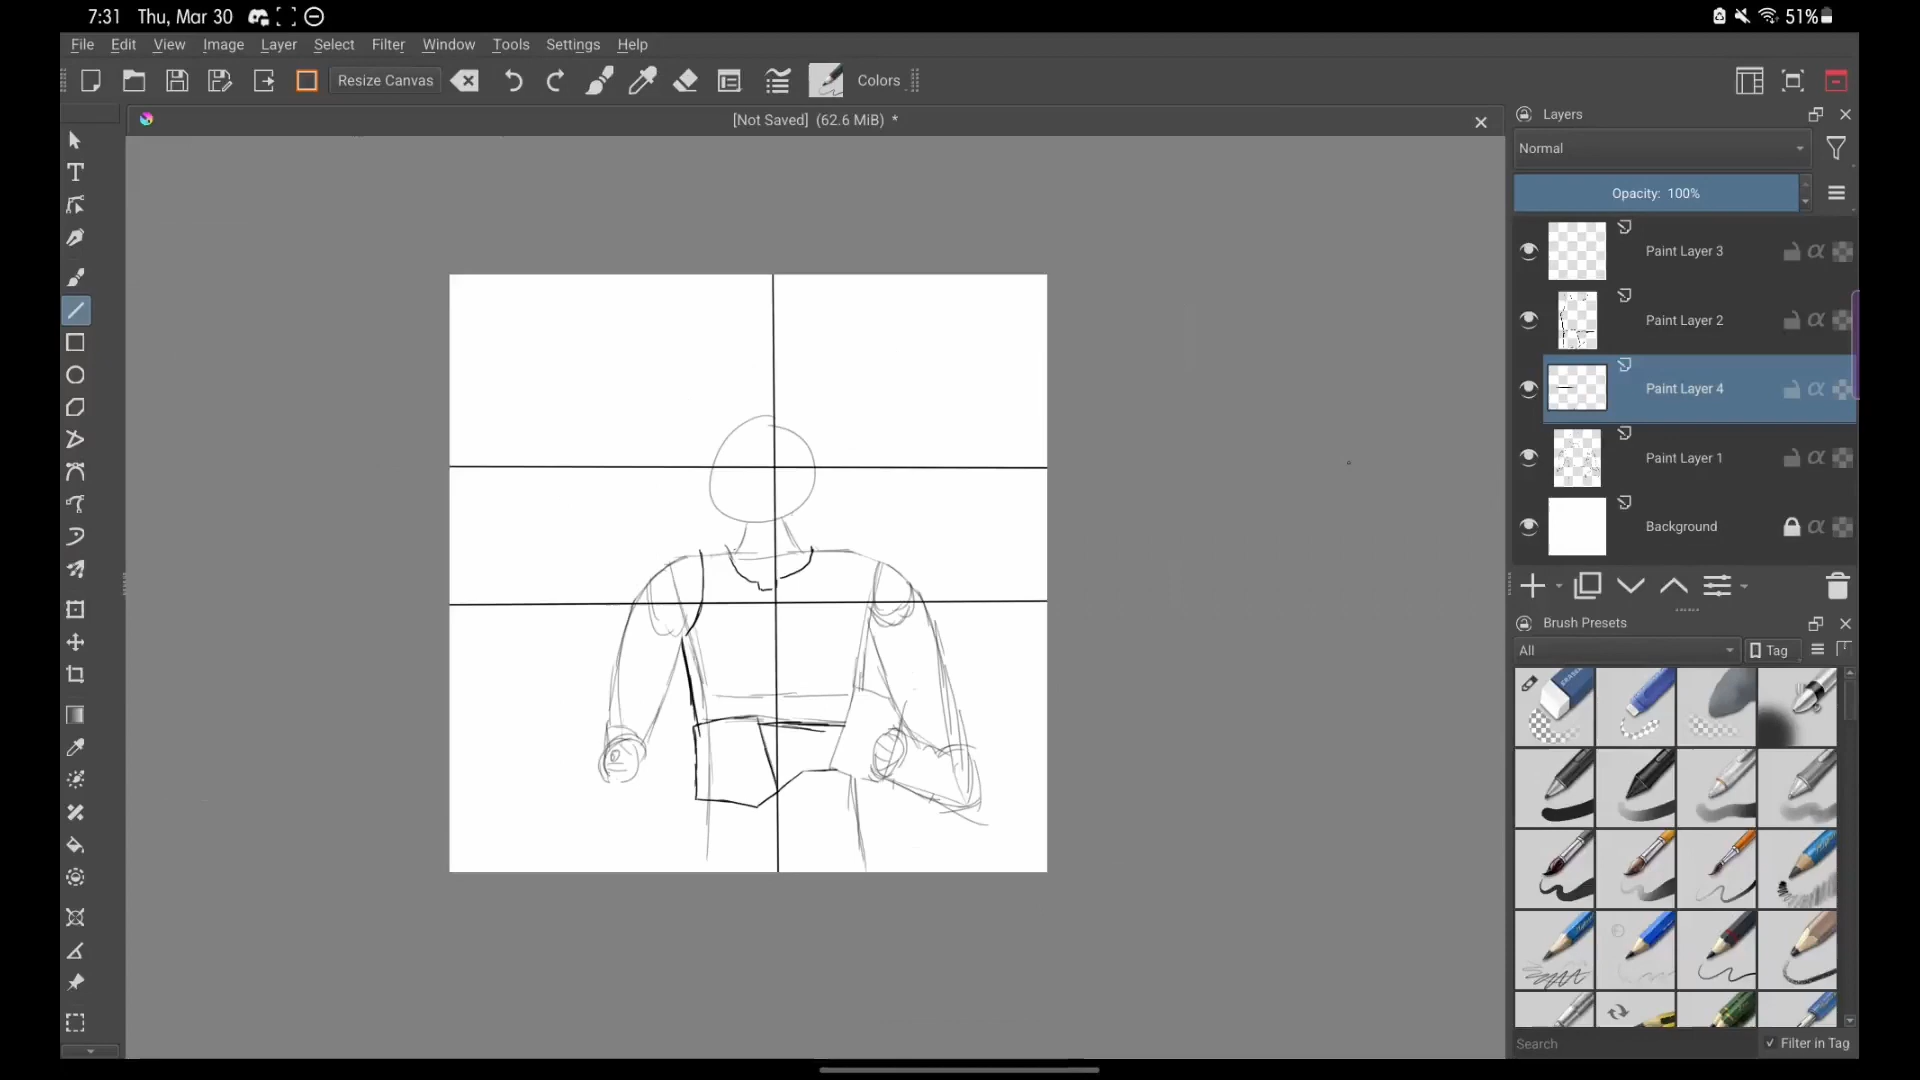 7:31 Thu, Mar 30 51%
File Edit View Image Layer Select Filter Window Tools Settings Help
Resize Canvas Colors
[Not Saved] (62.6 MiB) *
Layers
Normal
Opacity: 100%
Paint Layer 3
Paint Layer 2
Paint Layer 4
Paint Layer 1
Background
Brush Presets
All Tag
Search Filter in Tag